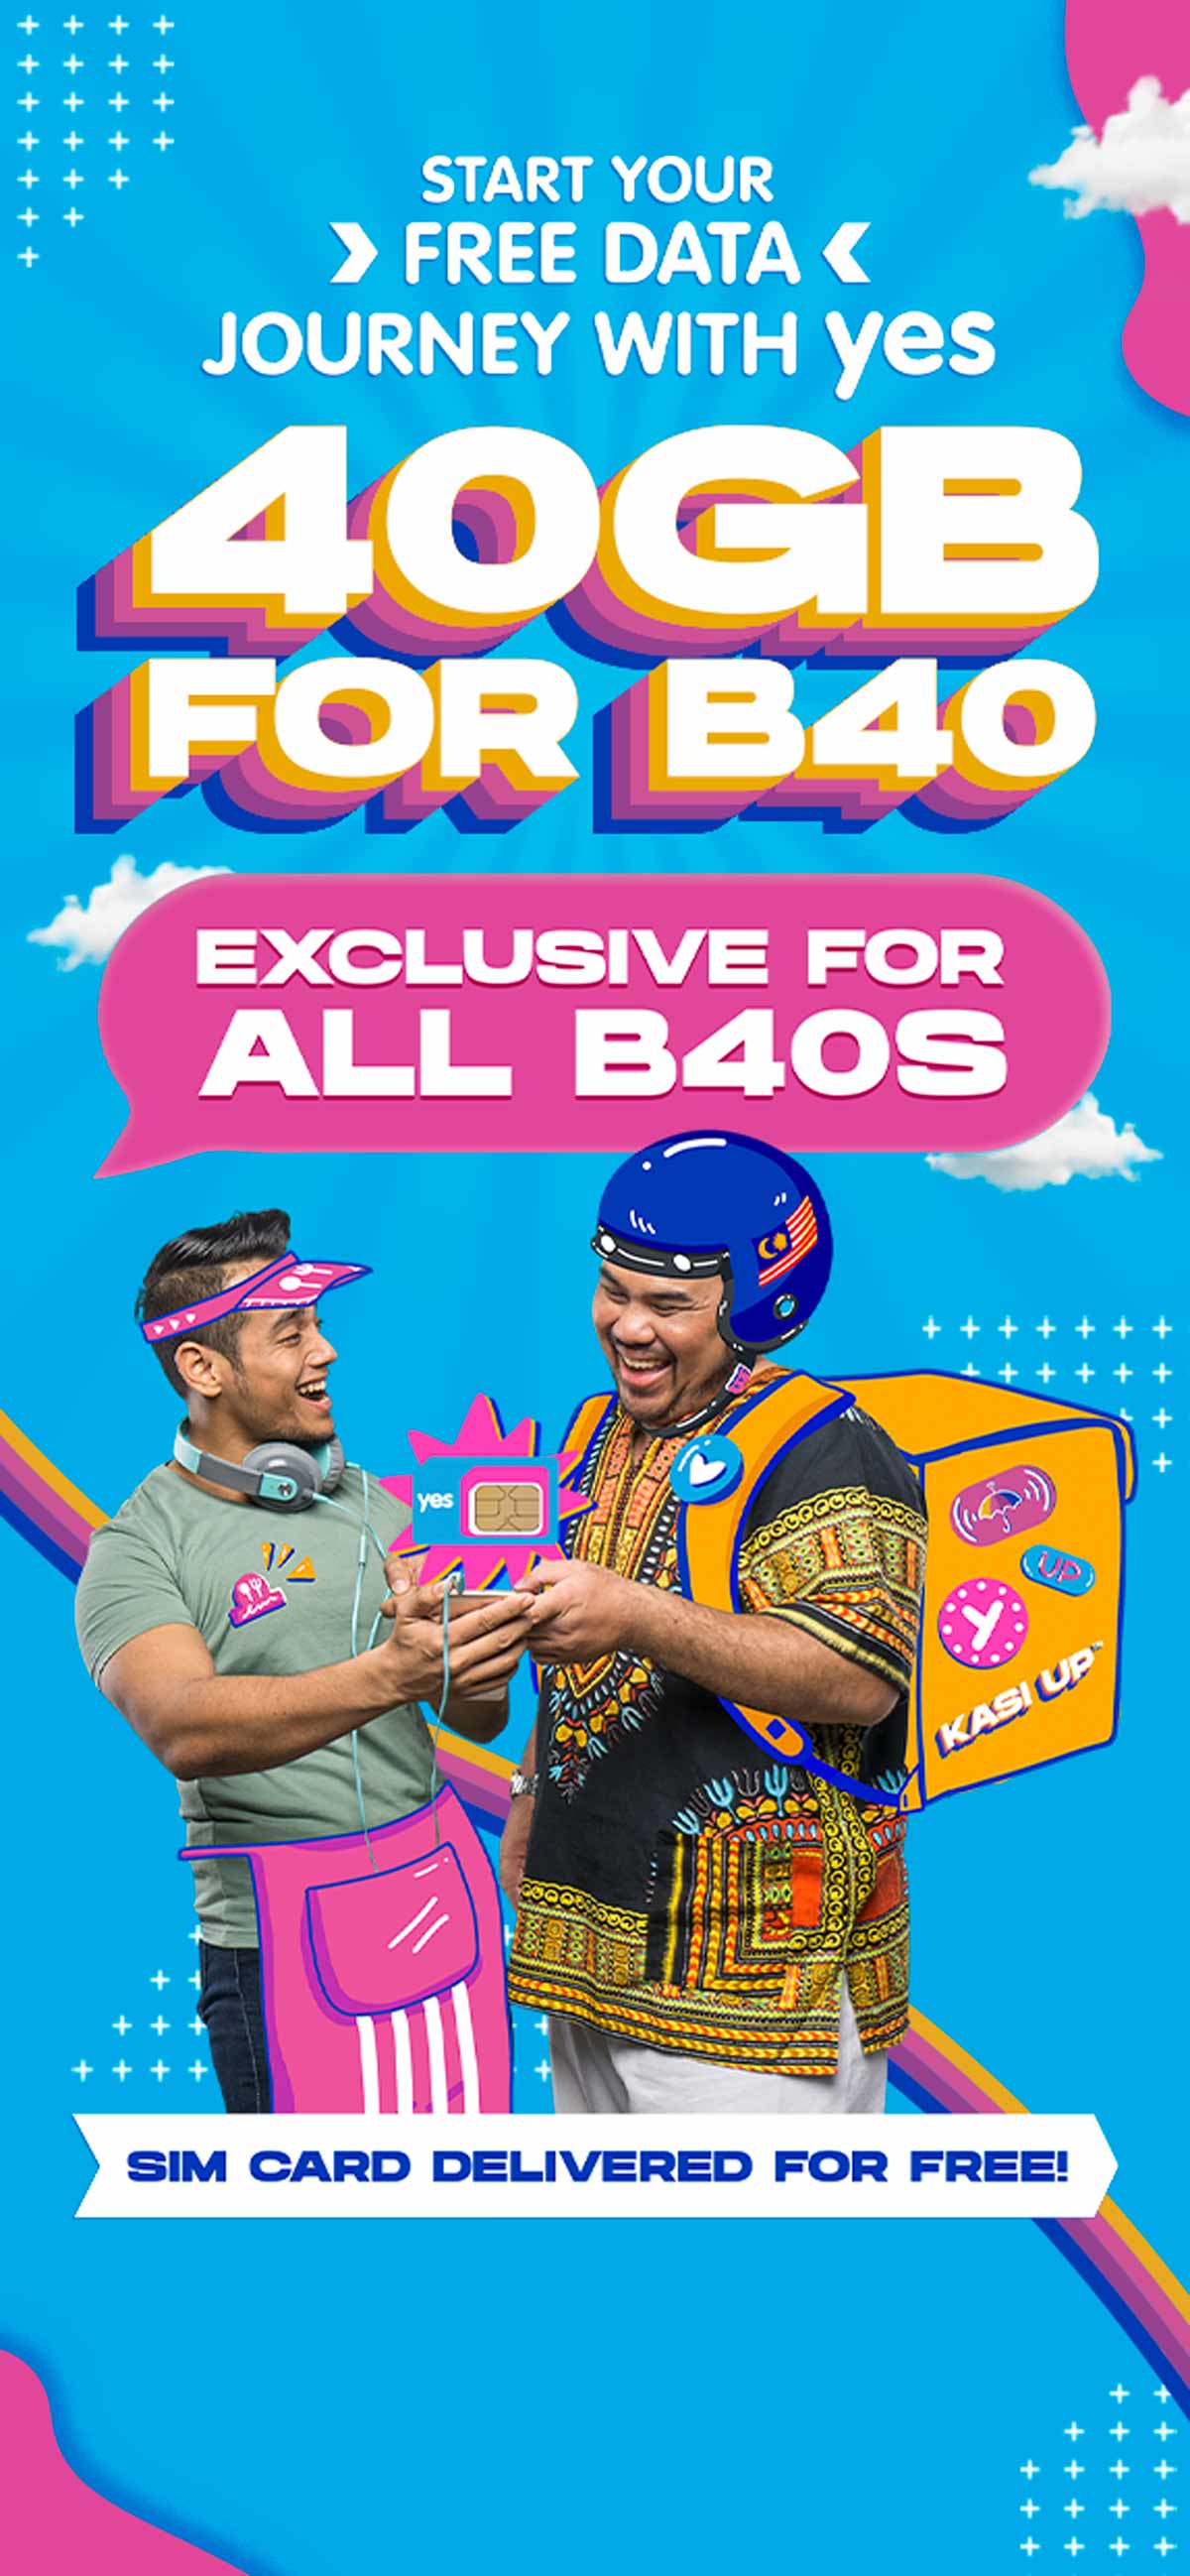 START YOUR
FREE DATA
JOURNEY WITH yes
40GB
FOR B40
EXCLUSIVE FOR
ALL B40S
yes
UP
y
KASI UP™
SIM CARD DELIVERED FOR FREE!